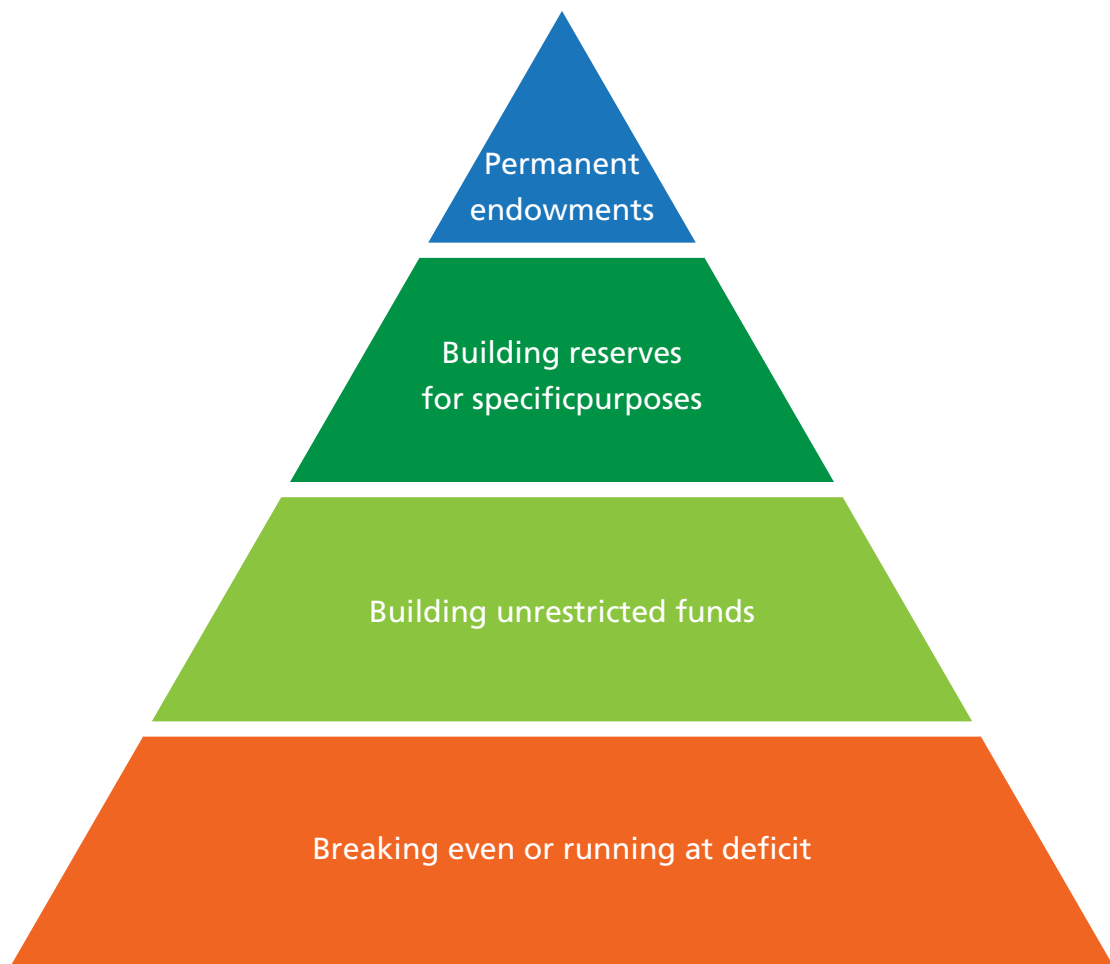 Permanent
endowments
Building reserves
for specificpurposes
Building unrestricted funds
Breaking even or running at deficit